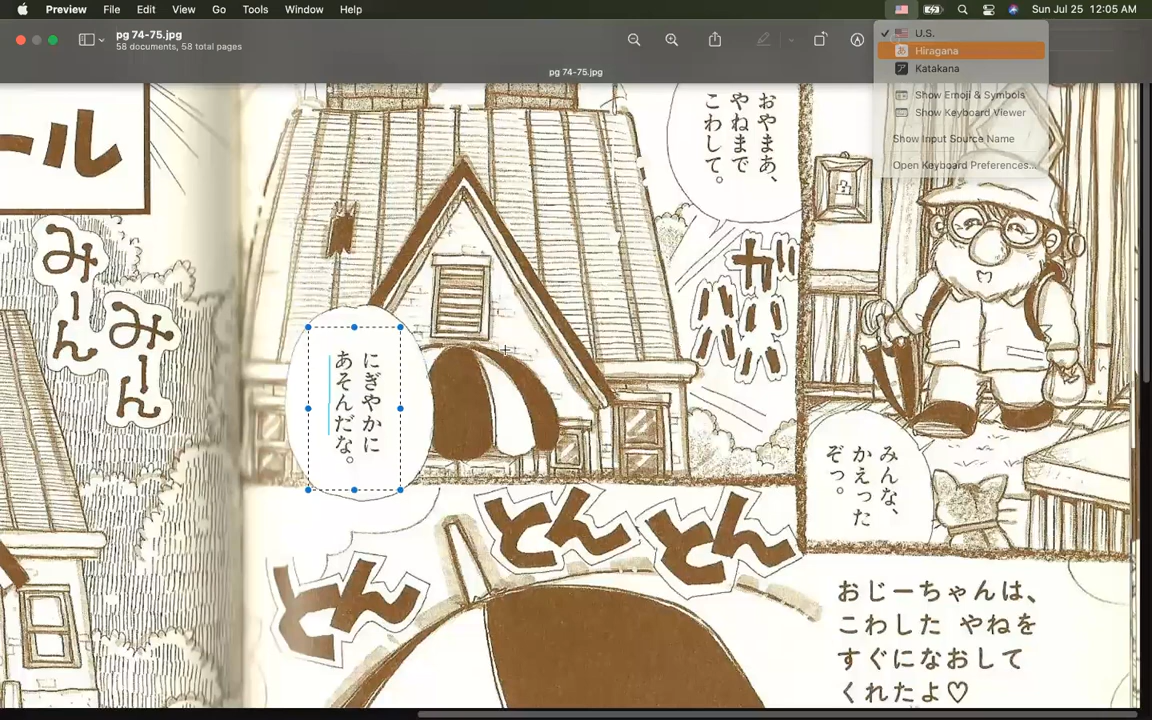 Preview File Edit View Go Tools Window Help
Sun Jul 25 12:05 AM
pg 74-75.jpg
58 documents, 58 total pages
pg 74-75.jpg
U.S.
あ Hiragana
ア Katakana
Show Emoji & Symbols
Show Keyboard Viewer
Show Input Source Name
Open Keyboard Preferences...
みんな、
かえった
ぞっ。
おやまあ、
やねまで
こわして。
ガ
ハハハハ
にぎやかに
あそんだな。
ール
みーん
みーん
とん
とん
とん
おじーちゃんは、
こわした やねを
すぐになおして
くれたよ♡